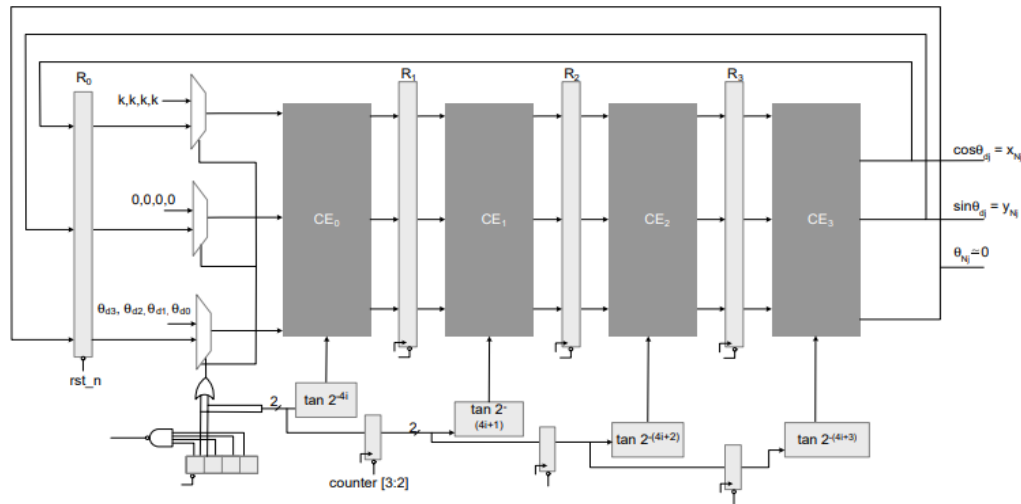 R0
R1
R2
R3
k,k,k,k
0,0,0,0
θd3, θd2, θd1, θd0
CE0
CE1
CE2
CE3
cosθdj = xNj
sinθdj = yNj
θNj≃0
rst_n
2
tan 2-4i
2
tan 2-
(4i+1)
tan 2-(4i+2)
tan 2-(4i+3)
counter [3:2]